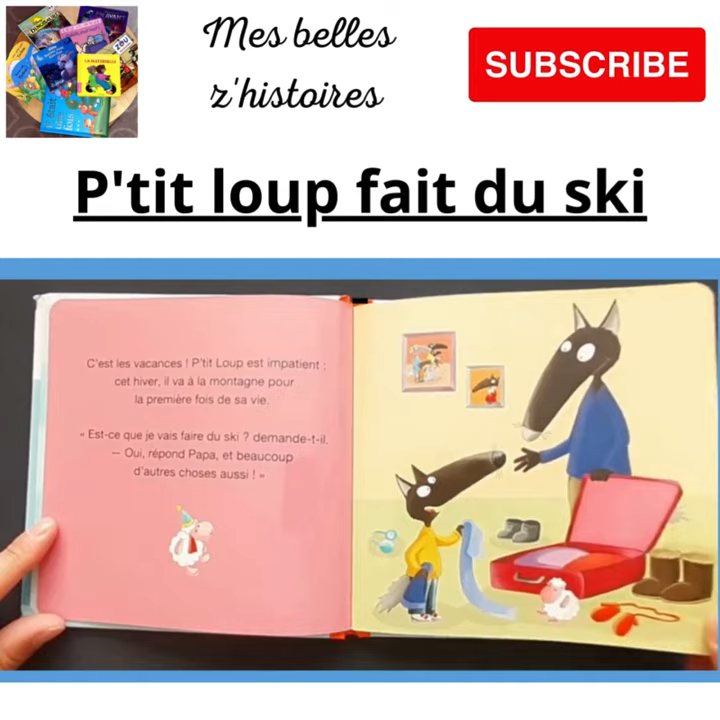 Mes belles
z'histoires
SUBSCRIBE
P'tit loup fait du ski
C'est les vacances ! P'tit Loup est impatient :
cet hiver, il va à la montagne pour
la première fois de sa vie.
« Est-ce que je vais faire du ski ? demande-t-il.
– Oui, répond Papa, et beaucoup
d'autres choses aussi ! »